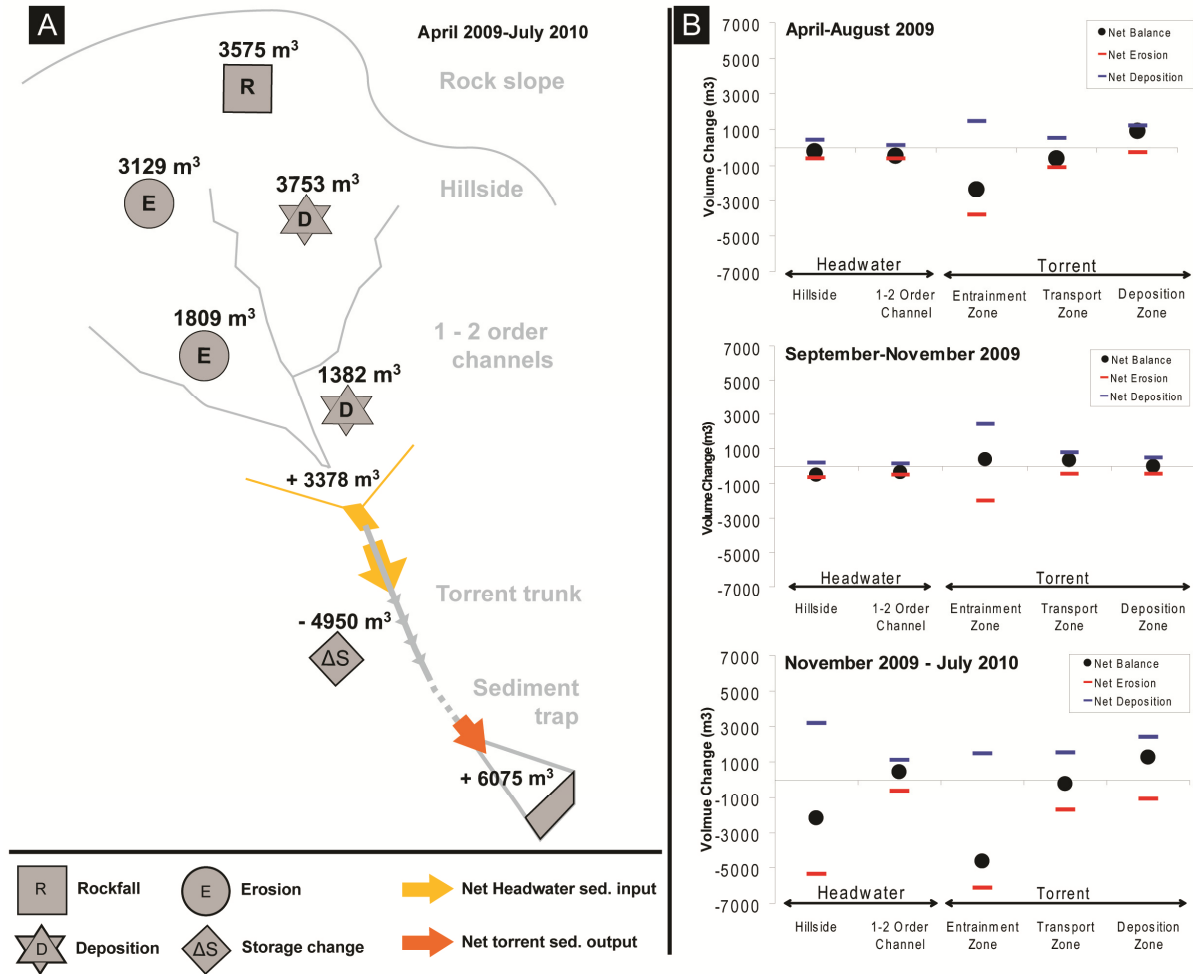 A
April 2009-July 2010
3575 m³
R
Rock slope
3129 m³
E
3753 m³
D
Hillside
1809 m³
E
1 - 2 order
channels
1382 m³
D
+ 3378 m³
Torrent trunk
- 4950 m³
ΔS
Sediment
trap
+ 6075 m³
R
Rockfall
E
Erosion
Net Headwater sed. input
D
Deposition
ΔS
Storage change
Net torrent sed. output
B
April-August 2009
Net Balance
Net Erosion
Net Deposition
Volume Change (m3)
7000
5000
3000
1000
-1000
-3000
-5000
-7000
Headwater
Torrent
Hillside
1-2 Order
Channel
Entrainment
Zone
Transport
Zone
Deposition
Zone
September-November 2009
Net Balance
Net Erosion
Net Deposition
Volume Change (m3)
7000
5000
3000
1000
-1000
-3000
-5000
-7000
Headwater
Torrent
Hillside
1-2 Order
Channel
Entrainment
Zone
Transport
Zone
Deposition
Zone
November 2009 - July 2010
Net Balance
Net Erosion
Net Deposition
Volmue Change (m3)
7000
5000
3000
1000
-1000
-3000
-5000
-7000
Headwater
Torrent
Hillside
1-2 Order
Channel
Entrainment
Zone
Transport
Zone
Deposition
Zone